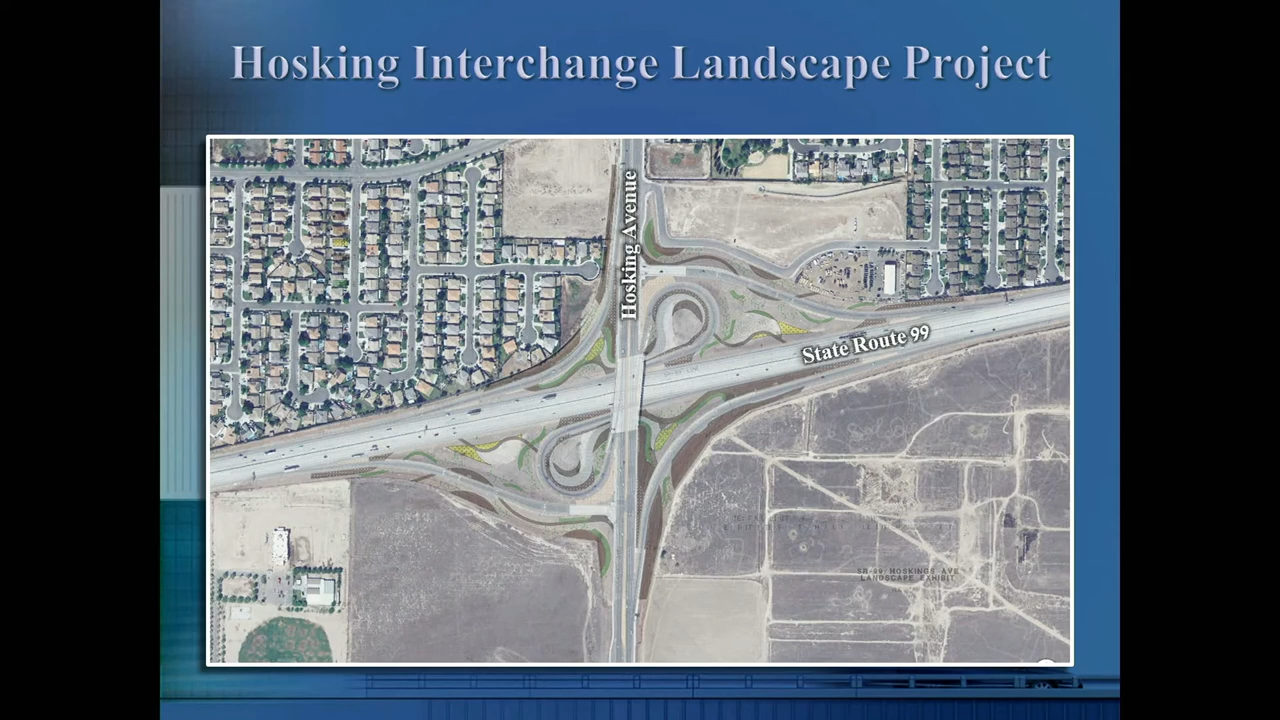 Hosking Interchange Landscape Project
Hosking Avenue
State Route 99
SR-99 HOSKINGS AVE
LANDSCAPE EXHIBIT